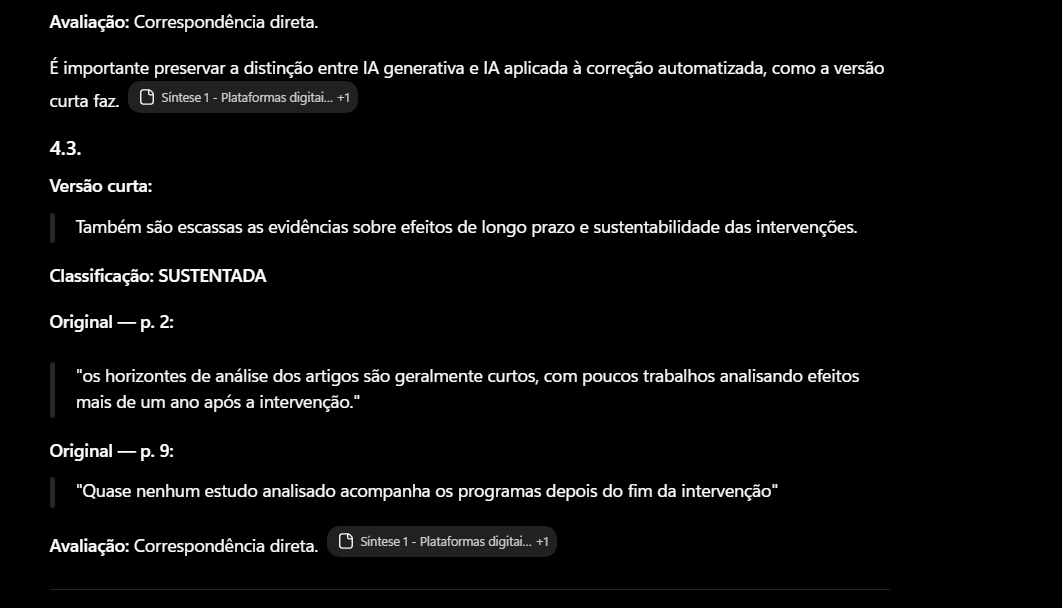 Avaliação: Correspondência direta.
É importante preservar a distinção entre IA generativa e IA aplicada à correção automatizada, como a versão
curta faz. Síntese 1 - Plataformas digitai... +1
4.3.
Versão curta:
Também são escassas as evidências sobre efeitos de longo prazo e sustentabilidade das intervenções.
Classificação: SUSTENTADA
Original — p. 2:
"os horizontes de análise dos artigos são geralmente curtos, com poucos trabalhos analisando efeitos
mais de um ano após a intervenção."
Original — p. 9:
"Quase nenhum estudo analisado acompanha os programas depois do fim da intervenção"
Avaliação: Correspondência direta. Síntese 1 - Plataformas digitai... +1